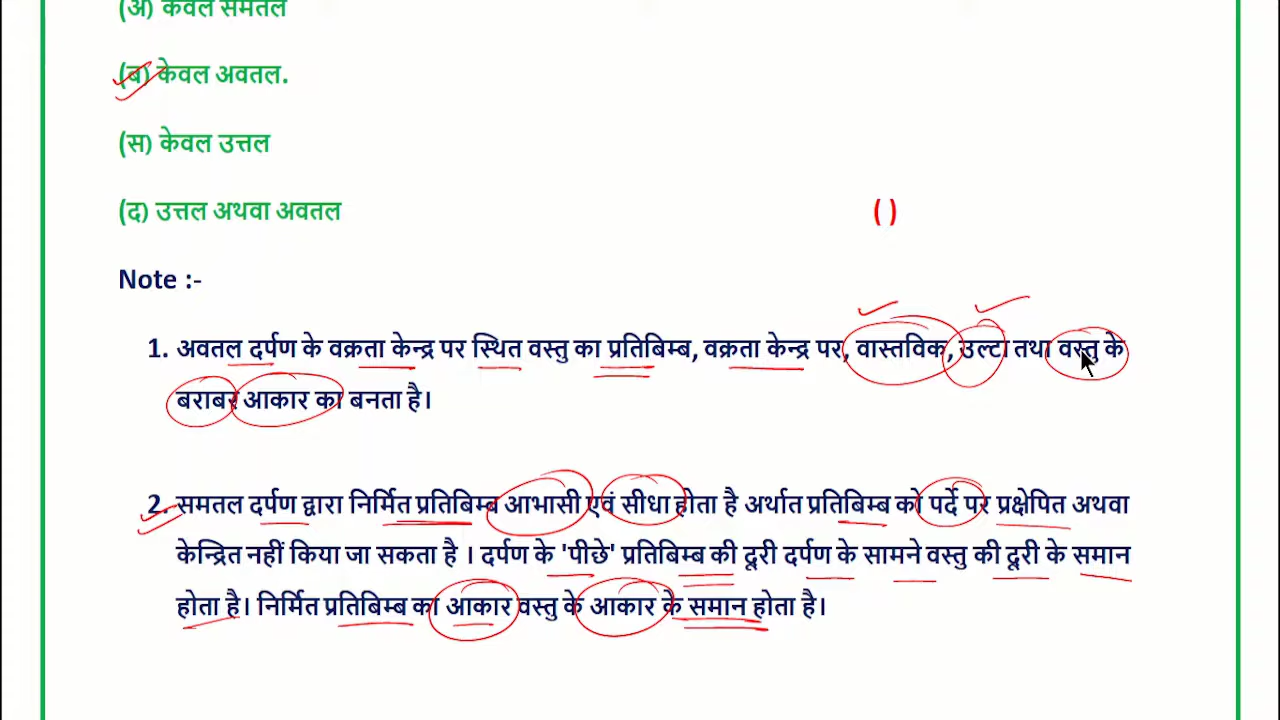 (अ) केवल समतल
(ब) केवल अवतल.
(स) केवल उत्तल
(द) उत्तल अथवा अवतल ( )
Note :-
1. अवतल दर्पण के वक्रता केन्द्र पर स्थित वस्तु का प्रतिबिम्ब, वक्रता केन्द्र पर, वास्तविक, उल्टा तथा वस्तु के
बराबर आकार का बनता है।
2. समतल दर्पण द्वारा निर्मित प्रतिबिम्ब आभासी एवं सीधा होता है अर्थात प्रतिबिम्ब को पर्दे पर प्रक्षेपित अथवा
केन्द्रित नहीं किया जा सकता है । दर्पण के 'पीछे' प्रतिबिम्ब की दूरी दर्पण के सामने वस्तु की दूरी के समान
होता है। निर्मित प्रतिबिम्ब का आकार वस्तु के आकार के समान होता है।